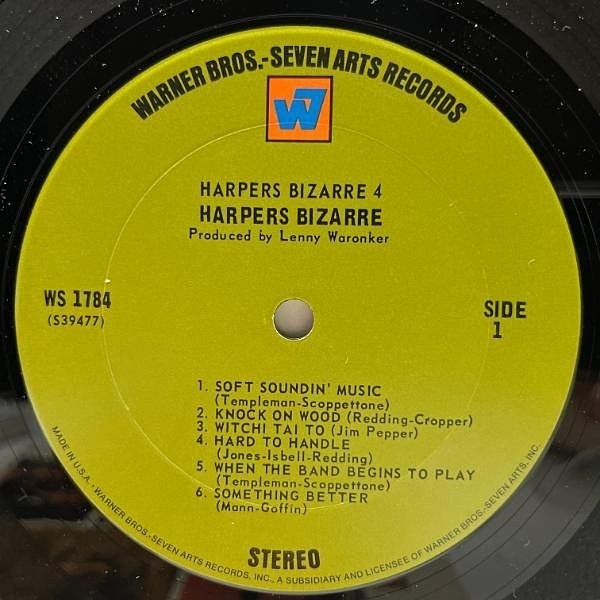 WARNER BROS.-SEVEN ARTS RECORDS
W7
HARPERS BIZARRE 4
HARPERS BIZARRE
Produced by Lenny Waronker
WS 1784
(S39477)
SIDE
1
1. SOFT SOUNDIN' MUSIC
(Templeman-Scoppettone)
2. KNOCK ON WOOD (Redding-Cropper)
3. WITCHI TAI TO (Jim Pepper)
4. HARD TO HANDLE
(Jones-Isbell-Redding)
5. WHEN THE BAND BEGINS TO PLAY
(Templeman-Scoppettone)
6. SOMETHING BETTER
(Mann-Goffin)
STEREO
MADE IN U.S.A. · WARNER BROS.-SEVEN ARTS RECORDS, INC., A SUBSIDIARY AND LICENSEE OF WARNER BROS.-SEVEN ARTS, INC.